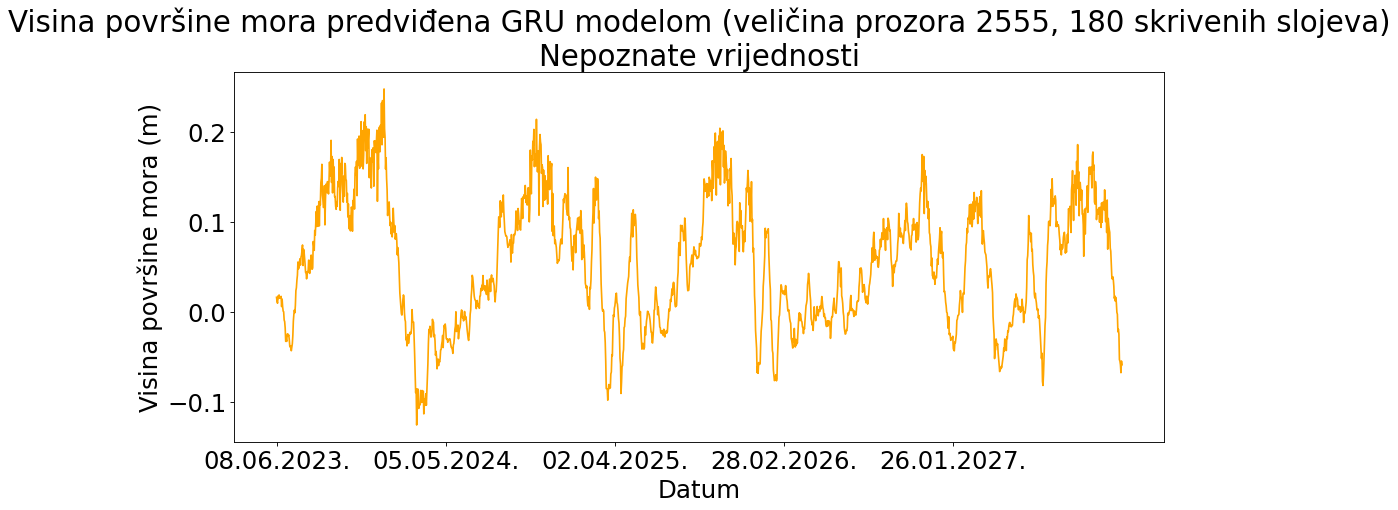 Visina površine mora predviđena GRU modelom (veličina prozora 2555, 180 skrivenih slojeva)
Nepoznate vrijednosti
Visina površine mora (m)
0.2
0.1
0.0
−0.1
08.06.2023. 05.05.2024. 02.04.2025. 28.02.2026. 26.01.2027.
Datum